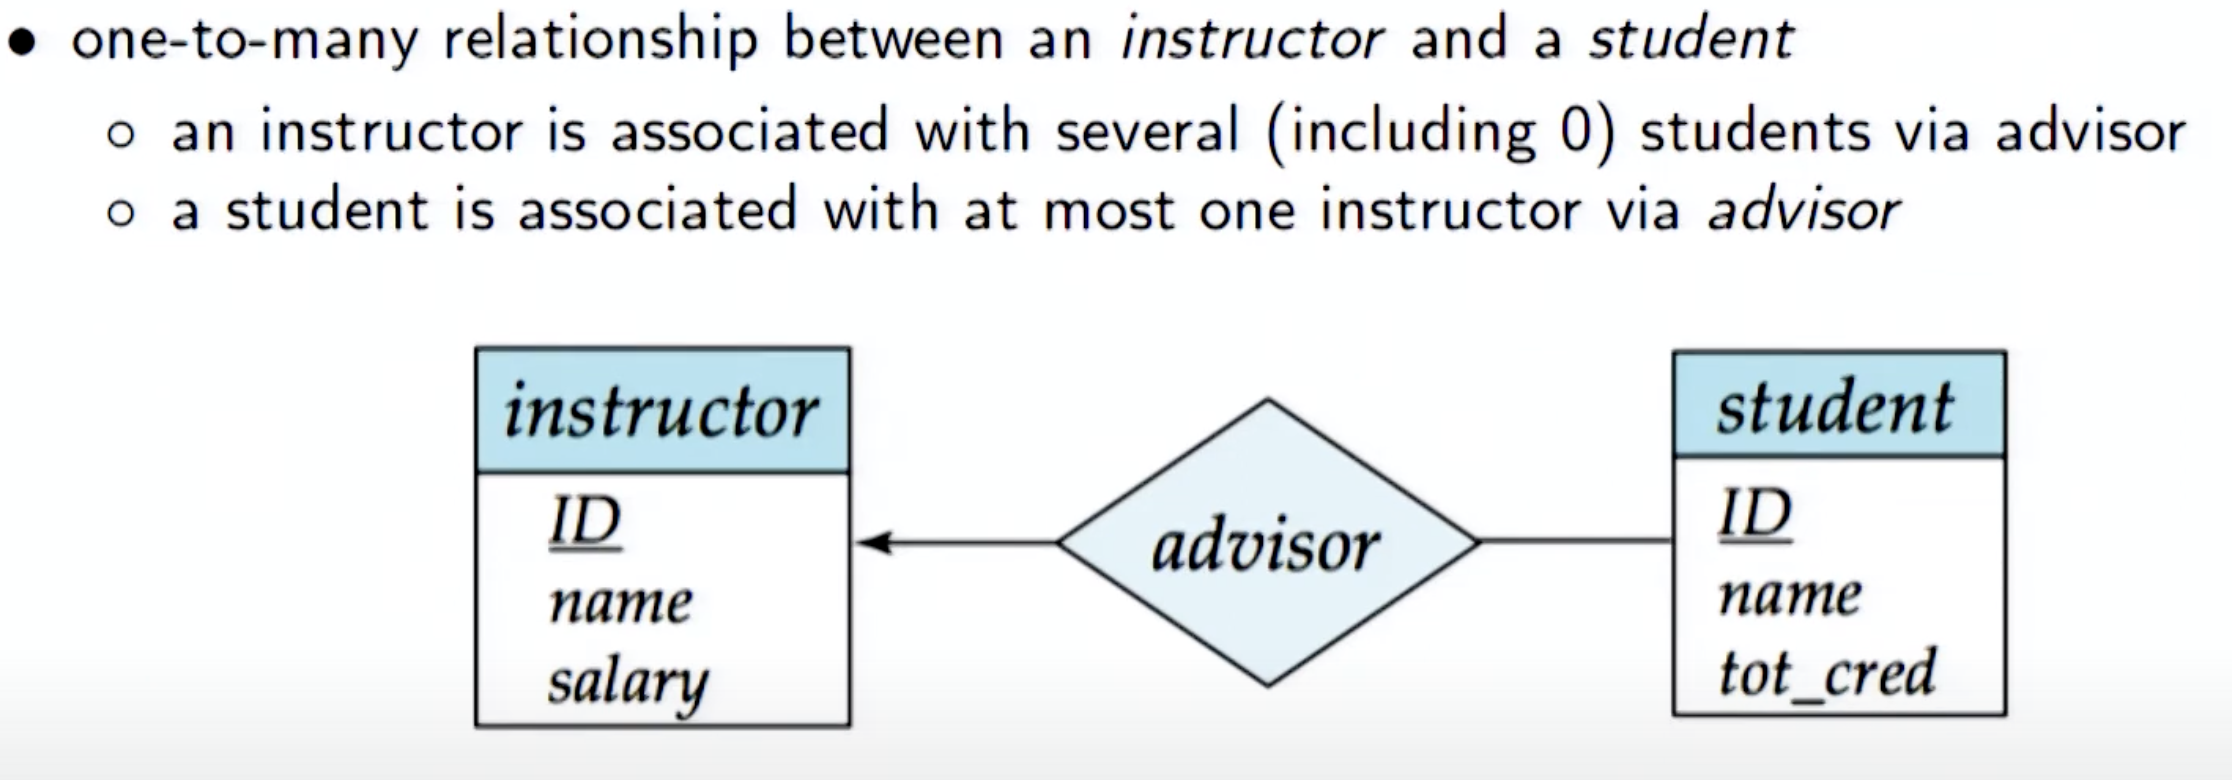 ● one-to-many relationship between an instructor and a student
○ an instructor is associated with several (including 0) students via advisor
○ a student is associated with at most one instructor via advisor
instructor
ID
name
salary
advisor
student
ID
name
tot_cred